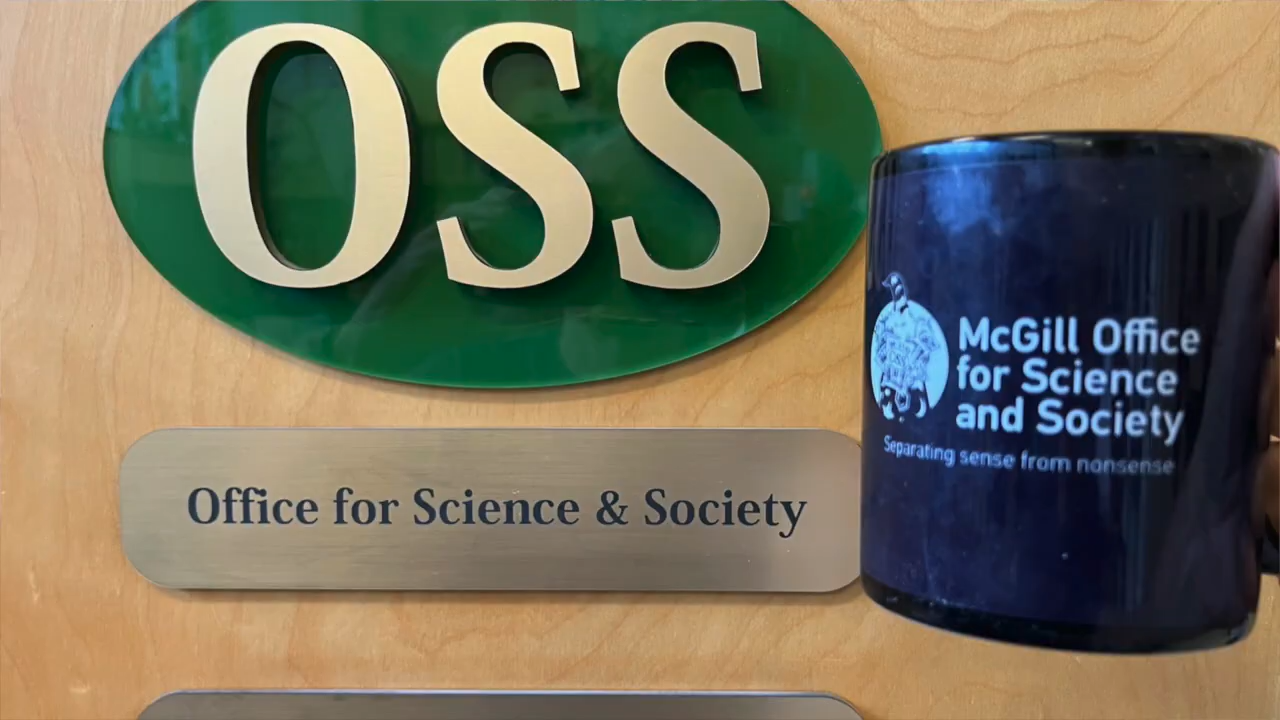 OSS
Office for Science & Society
McGill Office
for Science
and Society
Separating sense from nonsense